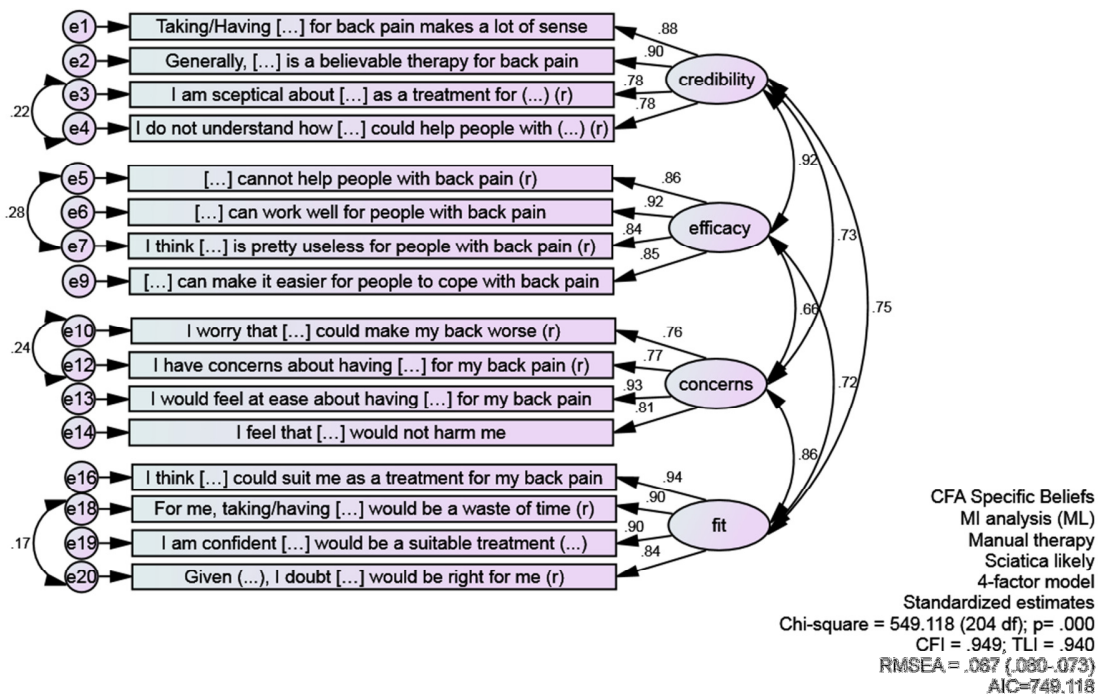 e1 Taking/Having [...] for back pain makes a lot of sense .88
e2 Generally, [...] is a believable therapy for back pain .90
credibility
e3 I am sceptical about [...] as a treatment for (...) (r) .78
.22
e4 I do not understand how [...] could help people with (...) (r) .78
.92
e5 [...] cannot help people with back pain (r) .86
.28
e6 [...] can work well for people with back pain .92
efficacy
e7 I think [...] is pretty useless for people with back pain (r) .84
.73
e9 [...] can make it easier for people to cope with back pain .85
.66
.75
e10 I worry that [...] could make my back worse (r) .76
.24
e12 I have concerns about having [...] for my back pain (r) .77
concerns
.72
e13 I would feel at ease about having [...] for my back pain .93
e14 I feel that [...] would not harm me .81
.86
e16 I think [...] could suit me as a treatment for my back pain .94
e18 For me, taking/having [...] would be a waste of time (r) .90
fit
.17
e19 I am confident [...] would be a suitable treatment (...) .90
e20 Given (...), I doubt [...] would be right for me (r) .84
CFA Specific Beliefs
MI analysis (ML)
Manual therapy
Sciatica likely
4-factor model
Standardized estimates
Chi-square = 549.118 (204 df); p= .000
CFI = .949; TLI = .940
RMSEA = .067 (.060-.073)
AIC=749.118